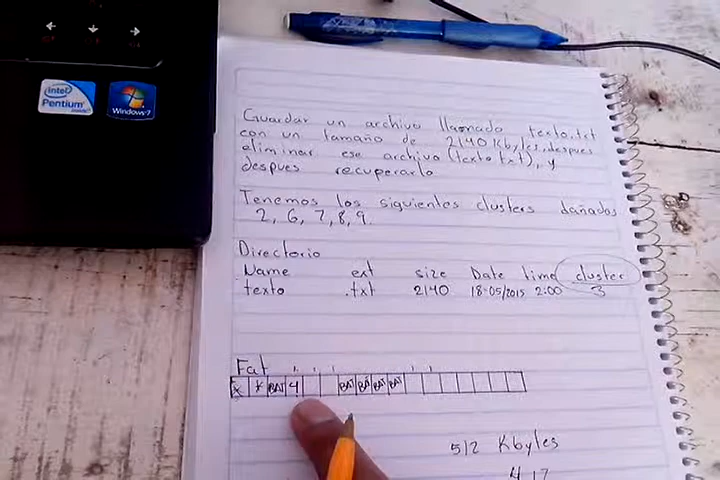 intel
Pentium
inside
Windows 7
Guardar un archivo llamado texto.txt
con un tamaño de 2140 Kbytes, despues
eliminar ese archivo (texto txt), y
despues recuperarlo
Tenemos los siguientes clusters dañados
2, 6, 7, 8, 9.
Directorio
Name ext size Date time cluster
texto .txt 2140 18-05/2015 2:00 3
Fat
* * BAT 4 BAT BAT BAT BAT
512 Kbytes
4,17